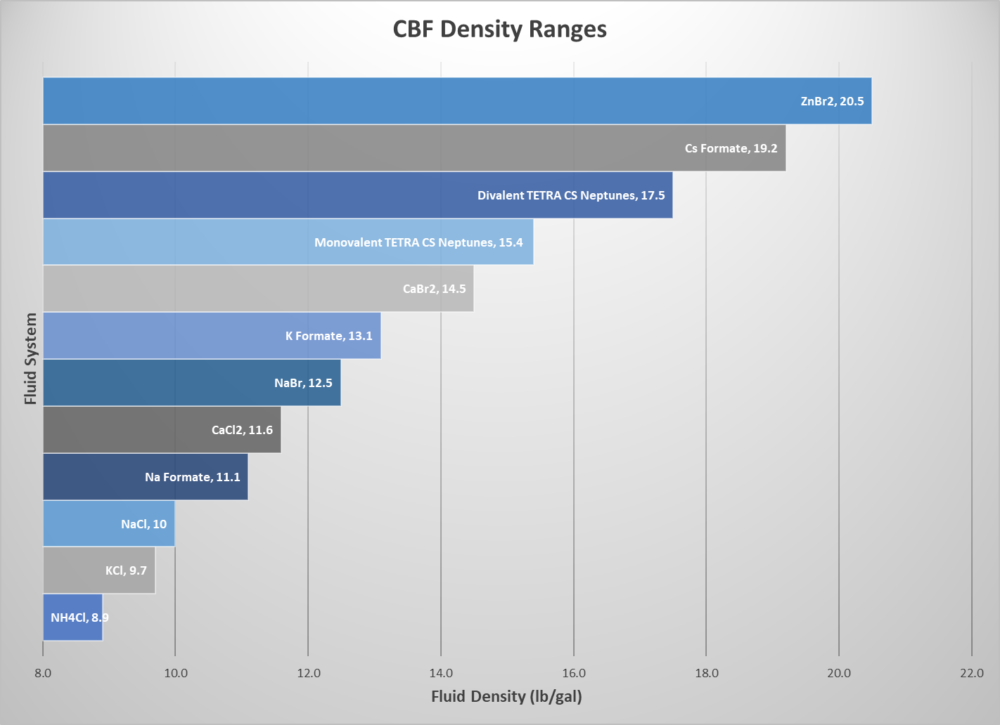 CBF Density Ranges
ZnBr2, 20.5
Cs Formate, 19.2
Divalent TETRA CS Neptunes, 17.5
Monovalent TETRA CS Neptunes, 15.4
CaBr2, 14.5
K Formate, 13.1
NaBr, 12.5
CaCl2, 11.6
Na Formate, 11.1
NaCl, 10
KCl, 9.7
NH4Cl, 8.9
Fluid System
8.0 10.0 12.0 14.0 16.0 18.0 20.0 22.0
Fluid Density (lb/gal)